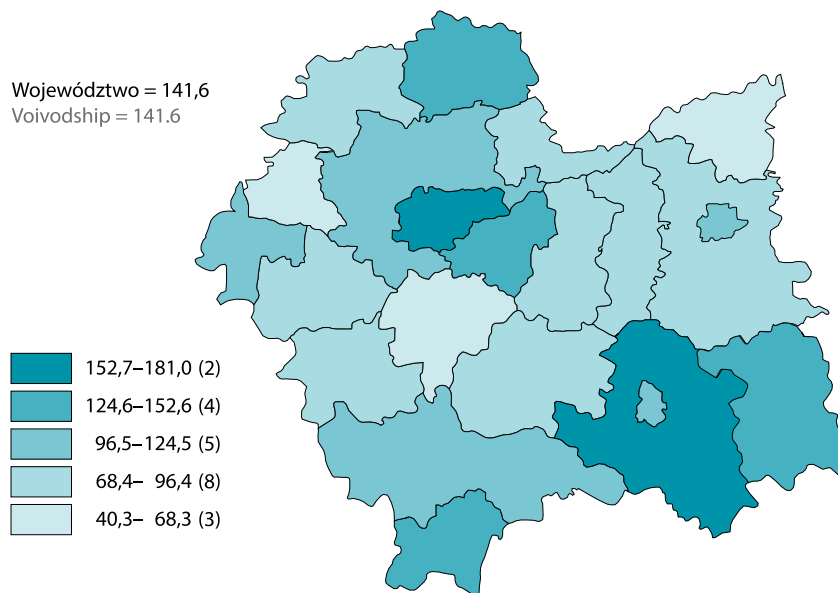 Województwo = 141,6
Voivodship = 141.6
152,7–181,0 (2)
124,6–152,6 (4)
96,5–124,5 (5)
68,4– 96,4 (8)
40,3– 68,3 (3)